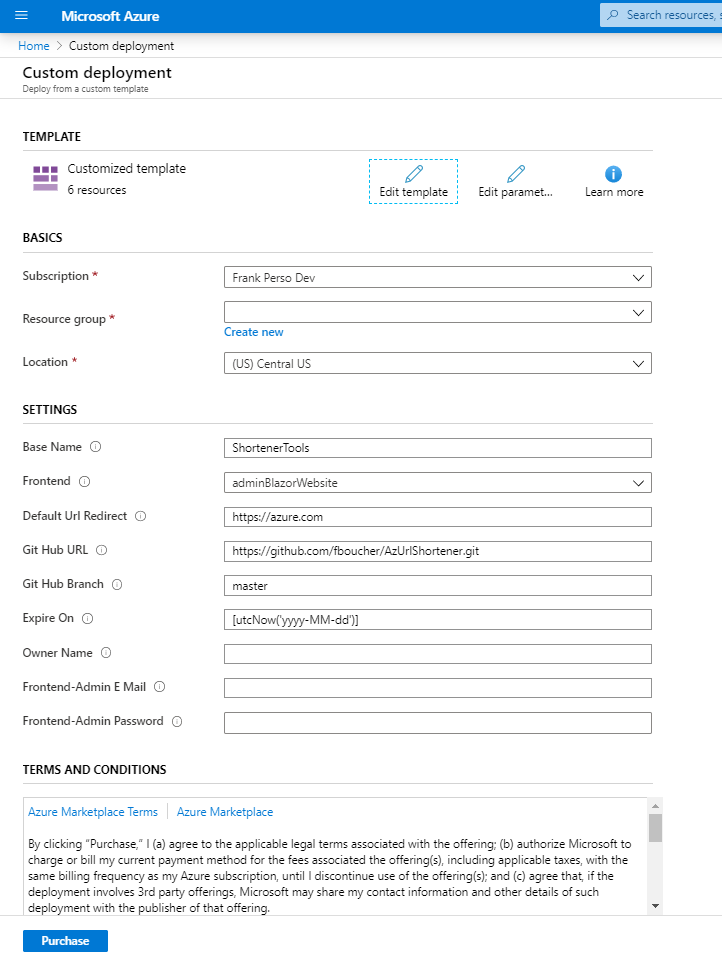 Microsoft Azure
Search resources, s
Home > Custom deployment
Custom deployment
Deploy from a custom template
TEMPLATE
Customized template
6 resources
Edit template
Edit paramet...
Learn more
BASICS
Subscription *
Frank Perso Dev
Resource group *
Create new
Location *
(US) Central US
SETTINGS
Base Name
ShortenerTools
Frontend
adminBlazorWebsite
Default Url Redirect
https://azure.com
Git Hub URL
https://github.com/fboucher/AzUrlShortener.git
Git Hub Branch
master
Expire On
[utcNow('yyyy-MM-dd')]
Owner Name
Frontend-Admin E Mail
Frontend-Admin Password
TERMS AND CONDITIONS
Azure Marketplace Terms | Azure Marketplace
By clicking “Purchase,” I (a) agree to the applicable legal terms associated with the offering; (b) authorize Microsoft to
charge or bill my current payment method for the fees associated the offering(s), including applicable taxes, with the
same billing frequency as my Azure subscription, until I discontinue use of the offering(s); and (c) agree that, if the
deployment involves 3rd party offerings, Microsoft may share my contact information and other details of such
deployment with the publisher of that offering.
Purchase